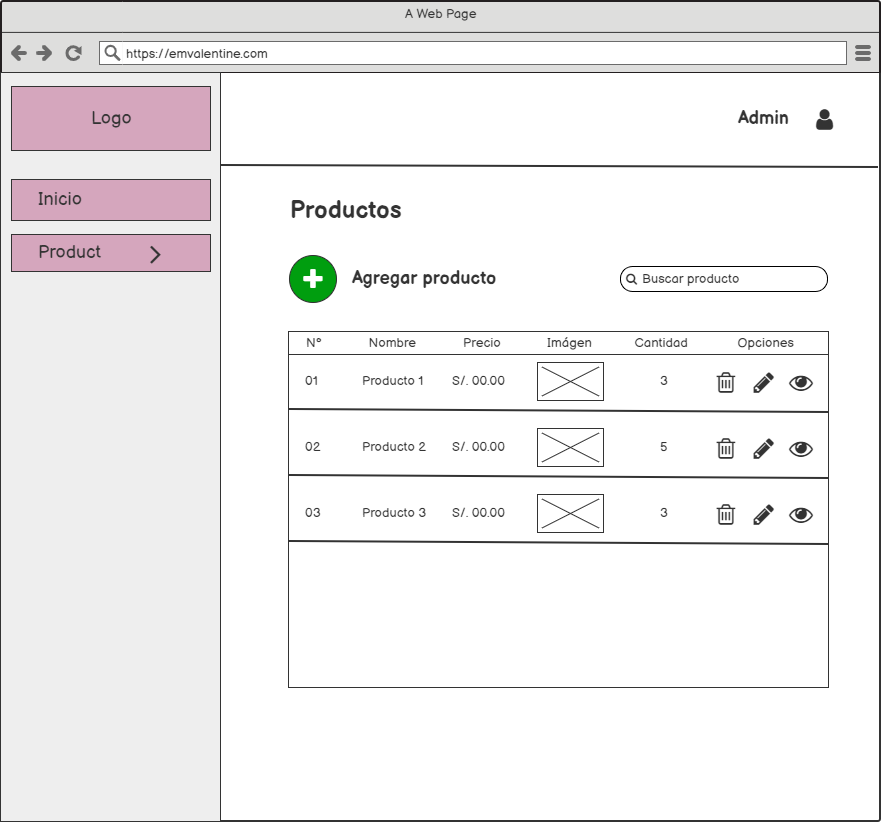 A Web Page
https://emvalentine.com
Logo
Admin
Inicio
Productos
Product
Agregar producto
Buscar producto
N° Nombre Precio Imágen Cantidad Opciones
01 Producto 1 S/. 00.00 3
02 Producto 2 S/. 00.00 5
03 Producto 3 S/. 00.00 3